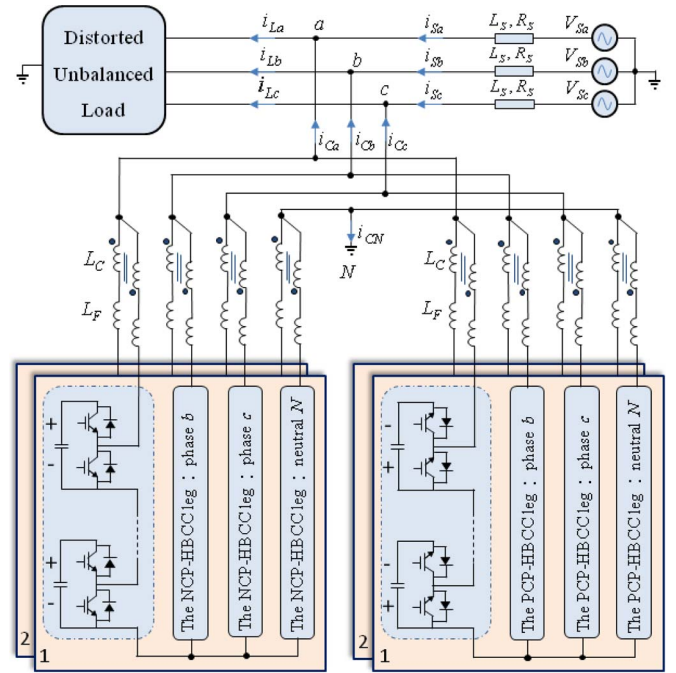 Distorted
Unbalanced
Load
i_La a i_Sa L_S, R_S V_Sa
i_Lb b i_Sb L_S, R_S V_Sb
i_Lc c i_Sc L_S, R_S V_Sc
i_Ca i_Cb i_Cc
i_CN
N
L_C
L_F
L_C
L_F
+
-
+
-
The NCP-HBCC leg : phase b
The NCP-HBCC leg : phase c
The NCP-HBCC leg : neutral N
2
1
-
+
-
+
The PCP-HBCC leg : phase b
The PCP-HBCC leg : phase c
The PCP-HBCC leg : neutral N
2
1